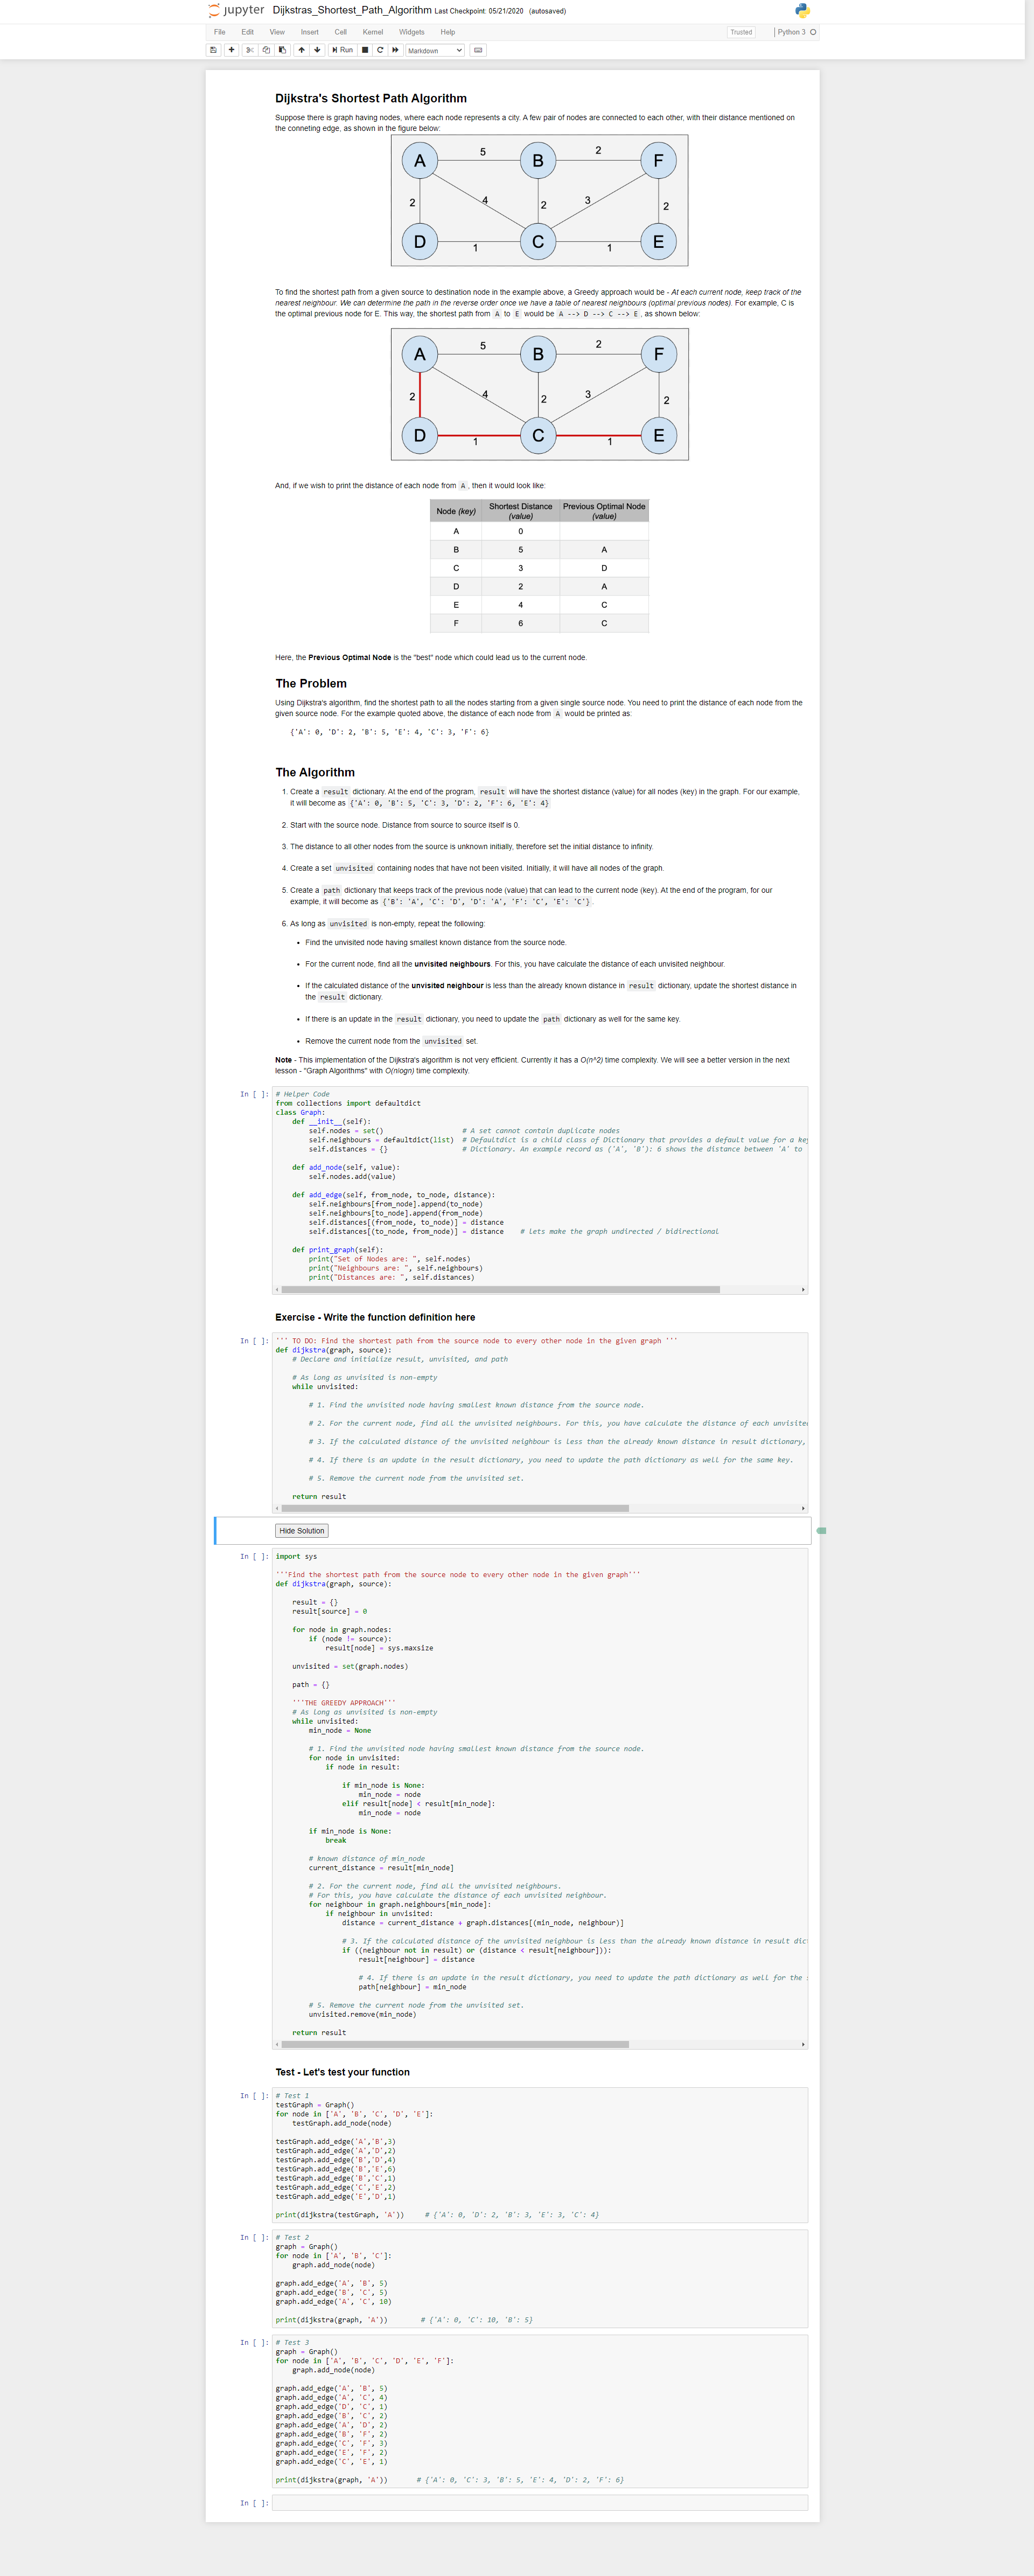 jupyter Dijkstras_Shortest_Path_Algorithm Last Checkpoint: 05/21/2020 (autosaved)
File Edit View Insert Cell Kernel Widgets Help Trusted Python 3
Run Markdown
Dijkstra's Shortest Path Algorithm
Suppose there is graph having nodes, where each node represents a city. A few pair of nodes are connected to each other, with their distance mentioned on
the conneting edge, as shown in the figure below:
A 5 B 2 F
2 4 2 3 2
D 1 C 1 E
To find the shortest path from a given source to destination node in the example above, a Greedy approach would be - At each current node, keep track of the
nearest neighbour. We can determine the path in the reverse order once we have a table of nearest neighbours (optimal previous nodes). For example, C is
the optimal previous node for E. This way, the shortest path from A to E would be A --> D --> C --> E , as shown below:
A 5 B 2 F
2 4 2 3 2
D 1 C 1 E
And, if we wish to print the distance of each node from A , then it would look like:
Node (key) Shortest Distance (value) Previous Optimal Node (value)
A 0
B 5 A
C 3 D
D 2 A
E 4 C
F 6 C
Here, the Previous Optimal Node is the "best" node which could lead us to the current node.
The Problem
Using Dijkstra's algorithm, find the shortest path to all the nodes starting from a given single source node. You need to print the distance of each node from the
given source node. For the example quoted above, the distance of each node from A would be printed as:
{'A': 0, 'D': 2, 'B': 5, 'E': 4, 'C': 3, 'F': 6}
The Algorithm
1. Create a result dictionary. At the end of the program, result will have the shortest distance (value) for all nodes (key) in the graph. For our example,
it will become as {'A': 0, 'B': 5, 'C': 3, 'D': 2, 'F': 6, 'E': 4}
2. Start with the source node. Distance from source to source itself is 0.
3. The distance to all other nodes from the source is unknown initially, therefore set the initial distance to infinity.
4. Create a set unvisited containing nodes that have not been visited. Initially, it will have all nodes of the graph.
5. Create a path dictionary that keeps track of the previous node (value) that can lead to the current node (key). At the end of the program, for our
example, it will become as {'B': 'A', 'C': 'D', 'D': 'A', 'F': 'C', 'E': 'C'} .
6. As long as unvisited is non-empty, repeat the following:
• Find the unvisited node having smallest known distance from the source node.
• For the current node, find all the unvisited neighbours. For this, you have calculate the distance of each unvisited neighbour.
• If the calculated distance of the unvisited neighbour is less than the already known distance in result dictionary, update the shortest distance in
the result dictionary.
• If there is an update in the result dictionary, you need to update the path dictionary as well for the same key.
• Remove the current node from the unvisited set.
Note - This implementation of the Dijkstra's algorithm is not very efficient. Currently it has a O(n^2) time complexity. We will see a better version in the next
lesson - "Graph Algorithms" with O(nlogn) time complexity.
In [ ]: # Helper Code
from collections import defaultdict
class Graph:
def __init__(self):
self.nodes = set() # A set cannot contain duplicate nodes
self.neighbours = defaultdict(list) # Defaultdict is a child class of Dictionary that provides a default value for a key
self.distances = {} # Dictionary. An example record as ('A', 'B'): 6 shows the distance between 'A' to
def add_node(self, value):
self.nodes.add(value)
def add_edge(self, from_node, to_node, distance):
self.neighbours[from_node].append(to_node)
self.neighbours[to_node].append(from_node)
self.distances[(from_node, to_node)] = distance
self.distances[(to_node, from_node)] = distance # lets make the graph undirected / bidirectional
def print_graph(self):
print("Set of Nodes are: ", self.nodes)
print("Neighbours are: ", self.neighbours)
print("Distances are: ", self.distances)
Exercise - Write the function definition here
In [ ]: ''' TO DO: Find the shortest path from the source node to every other node in the given graph '''
def dijkstra(graph, source):
# Declare and initialize result, unvisited, and path
# As long as unvisited is non-empty
while unvisited:
# 1. Find the unvisited node having smallest known distance from the source node.
# 2. For the current node, find all the unvisited neighbours. For this, you have calculate the distance of each unvisited
# 3. If the calculated distance of the unvisited neighbour is less than the already known distance in result dictionary,
# 4. If there is an update in the result dictionary, you need to update the path dictionary as well for the same key.
# 5. Remove the current node from the unvisited set.
return result
Hide Solution
In [ ]: import sys
'''Find the shortest path from the source node to every other node in the given graph'''
def dijkstra(graph, source):
result = {}
result[source] = 0
for node in graph.nodes:
if (node != source):
result[node] = sys.maxsize
unvisited = set(graph.nodes)
path = {}
'''THE GREEDY APPROACH'''
# As long as unvisited is non-empty
while unvisited:
min_node = None
# 1. Find the unvisited node having smallest known distance from the source node.
for node in unvisited:
if node in result:
if min_node is None:
min_node = node
elif result[node] < result[min_node]:
min_node = node
if min_node is None:
break
# known distance of min_node
current_distance = result[min_node]
# 2. For the current node, find all the unvisited neighbours.
# For this, you have calculate the distance of each unvisited neighbour.
for neighbour in graph.neighbours[min_node]:
if neighbour in unvisited:
distance = current_distance + graph.distances[(min_node, neighbour)]
# 3. If the calculated distance of the unvisited neighbour is less than the already known distance in result dict
if ((neighbour not in result) or (distance < result[neighbour])):
result[neighbour] = distance
# 4. If there is an update in the result dictionary, you need to update the path dictionary as well for the
path[neighbour] = min_node
# 5. Remove the current node from the unvisited set.
unvisited.remove(min_node)
return result
Test - Let's test your function
In [ ]: # Test 1
testGraph = Graph()
for node in ['A', 'B', 'C', 'D', 'E']:
testGraph.add_node(node)
testGraph.add_edge('A','B',3)
testGraph.add_edge('A','D',2)
testGraph.add_edge('B','D',4)
testGraph.add_edge('B','E',6)
testGraph.add_edge('B','C',1)
testGraph.add_edge('C','E',2)
testGraph.add_edge('E','D',1)
print(dijkstra(testGraph, 'A')) # {'A': 0, 'D': 2, 'B': 3, 'E': 3, 'C': 4}
In [ ]: # Test 2
graph = Graph()
for node in ['A', 'B', 'C']:
graph.add_node(node)
graph.add_edge('A', 'B', 5)
graph.add_edge('B', 'C', 5)
graph.add_edge('A', 'C', 10)
print(dijkstra(graph, 'A')) # {'A': 0, 'C': 10, 'B': 5}
In [ ]: # Test 3
graph = Graph()
for node in ['A', 'B', 'C', 'D', 'E', 'F']:
graph.add_node(node)
graph.add_edge('A', 'B', 5)
graph.add_edge('A', 'C', 4)
graph.add_edge('D', 'C', 1)
graph.add_edge('B', 'C', 2)
graph.add_edge('A', 'D', 2)
graph.add_edge('B', 'F', 2)
graph.add_edge('C', 'F', 3)
graph.add_edge('E', 'F', 2)
graph.add_edge('C', 'E', 1)
print(dijkstra(graph, 'A')) # {'A': 0, 'C': 3, 'B': 5, 'E': 4, 'D': 2, 'F': 6}
In [ ]: